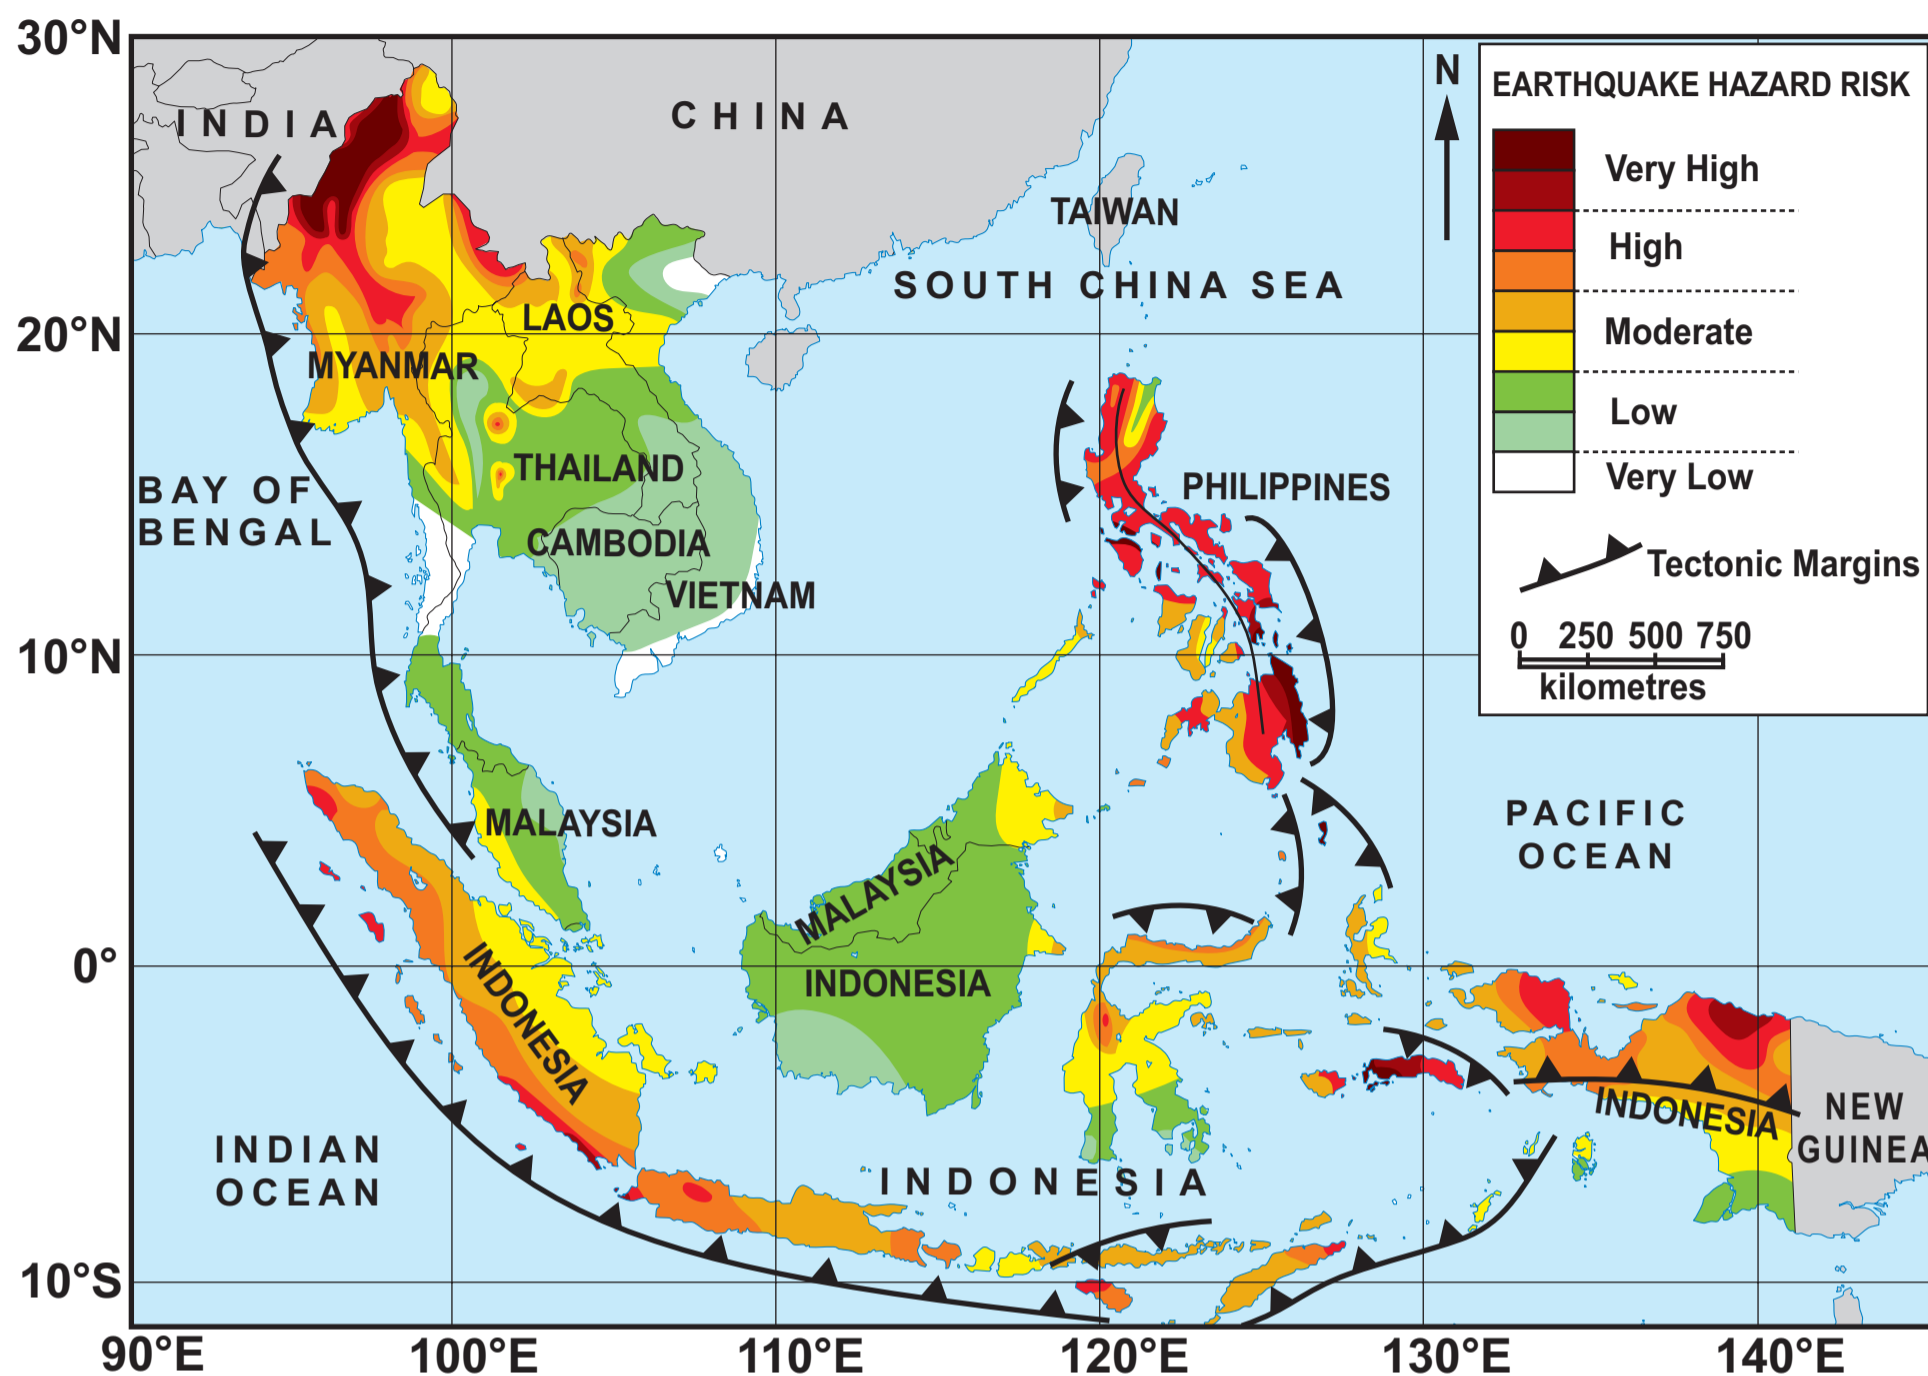 30°N
20°N
10°N
0°
10°S
90°E
100°E
110°E
120°E
130°E
140°E
INDIA
CHINA
TAIWAN
SOUTH CHINA SEA
LAOS
MYANMAR
THAILAND
CAMBODIA
VIETNAM
BAY OF
BENGAL
PHILIPPINES
MALAYSIA
MALAYSIA
INDONESIA
INDONESIA
INDONESIA
INDONESIA
INDIAN
OCEAN
PACIFIC
OCEAN
NEW
GUINEA
N
EARTHQUAKE HAZARD RISK
Very High
High
Moderate
Low
Very Low
Tectonic Margins
0 250 500 750
kilometres